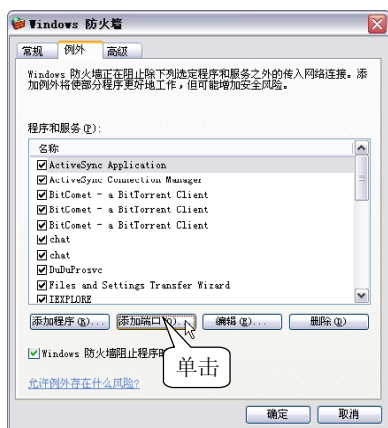 Windows 防火墙
常规 例外 高级
Windows 防火墙正在阻止除下列选定程序和服务之外的传入网络连接。添
加例外将使部分程序更好地工作，但可能增加安全风险。
程序和服务(P):
名称
ActiveSync Application
ActiveSync Connection Manager
BitComet - a BitTorrent Client
BitComet - a BitTorrent Client
BitComet - a BitTorrent Client
chat
chat
DuDuProsvc
Files and Settings Transfer Wizard
IEXPLORE
添加程序(R)... 添加端口(O)... 编辑(E)... 删除(D)
Windows 防火墙阻止程序时
单击
允许例外存在什么风险?
确定 取消